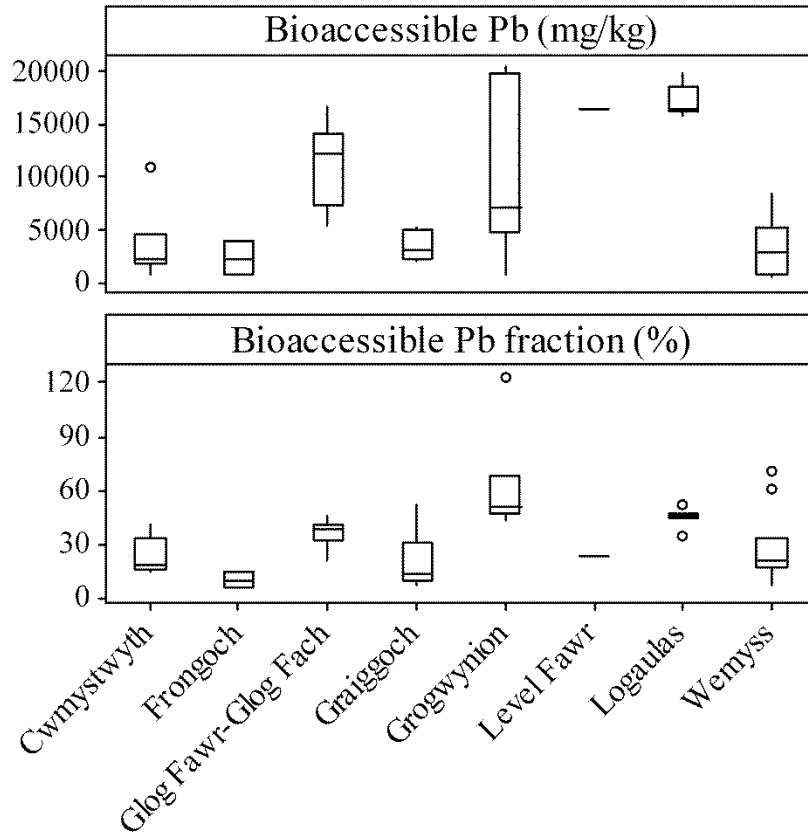 Bioaccessible Pb (mg/kg)
20000
15000
10000
5000
0
Bioaccessible Pb fraction (%)
120
90
60
30
0
Cwmystwyth
Frongoch
Glog Fawr-Glog Fach
Graiggoch
Grogwynion
Level Fawr
Logaulas
Wemyss